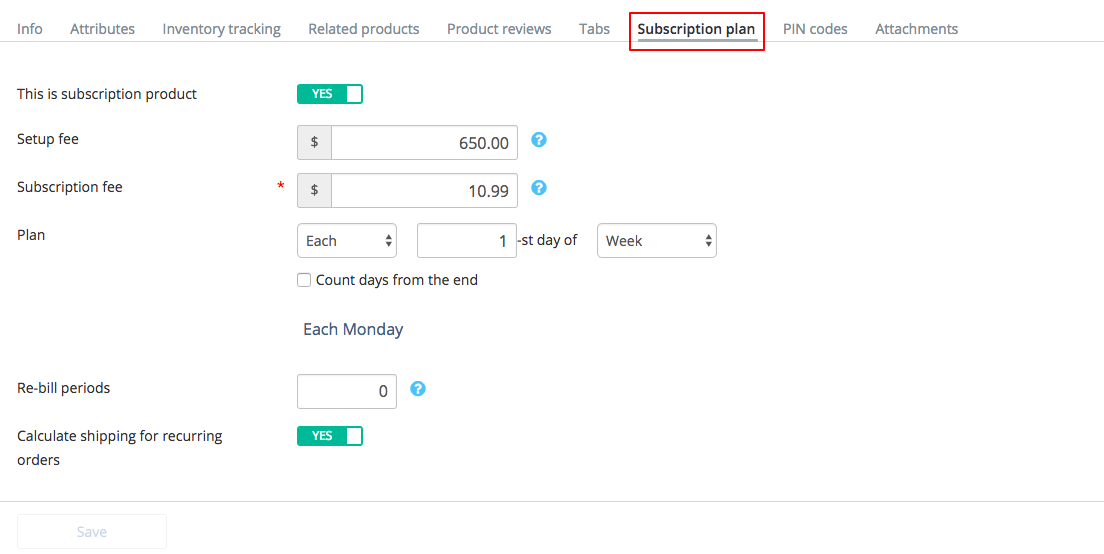 Info Attributes Inventory tracking Related products Product reviews Tabs Subscription plan PIN codes Attachments
This is subscription product YES
Setup fee $ 650.00 ?
Subscription fee * $ 10.99 ?
Plan Each 1 -st day of Week
Count days from the end
Each Monday
Re-bill periods 0 ?
Calculate shipping for recurring YES
orders
Save